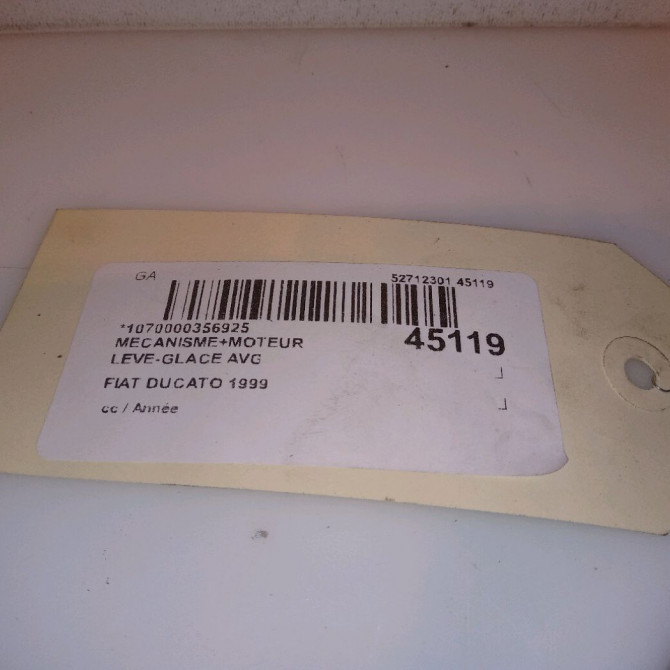 GA
52712301 45119
*1070000356925
45119
MECANISME+MOTEUR
LEVE-GLACE AVG
FIAT DUCATO 1999
cc / Année